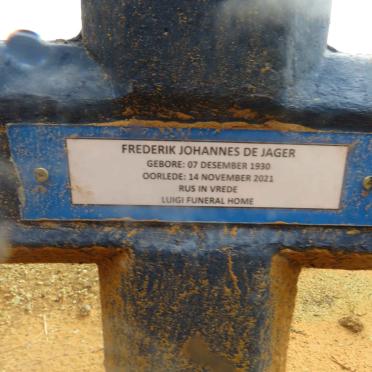 FREDERIK JOHANNES DE JAGER
GEBORE: 07 DESEMBER 1930
OORLEDE: 14 NOVEMBER 2021
RUS IN VREDE
LUIGI FUNERAL HOME